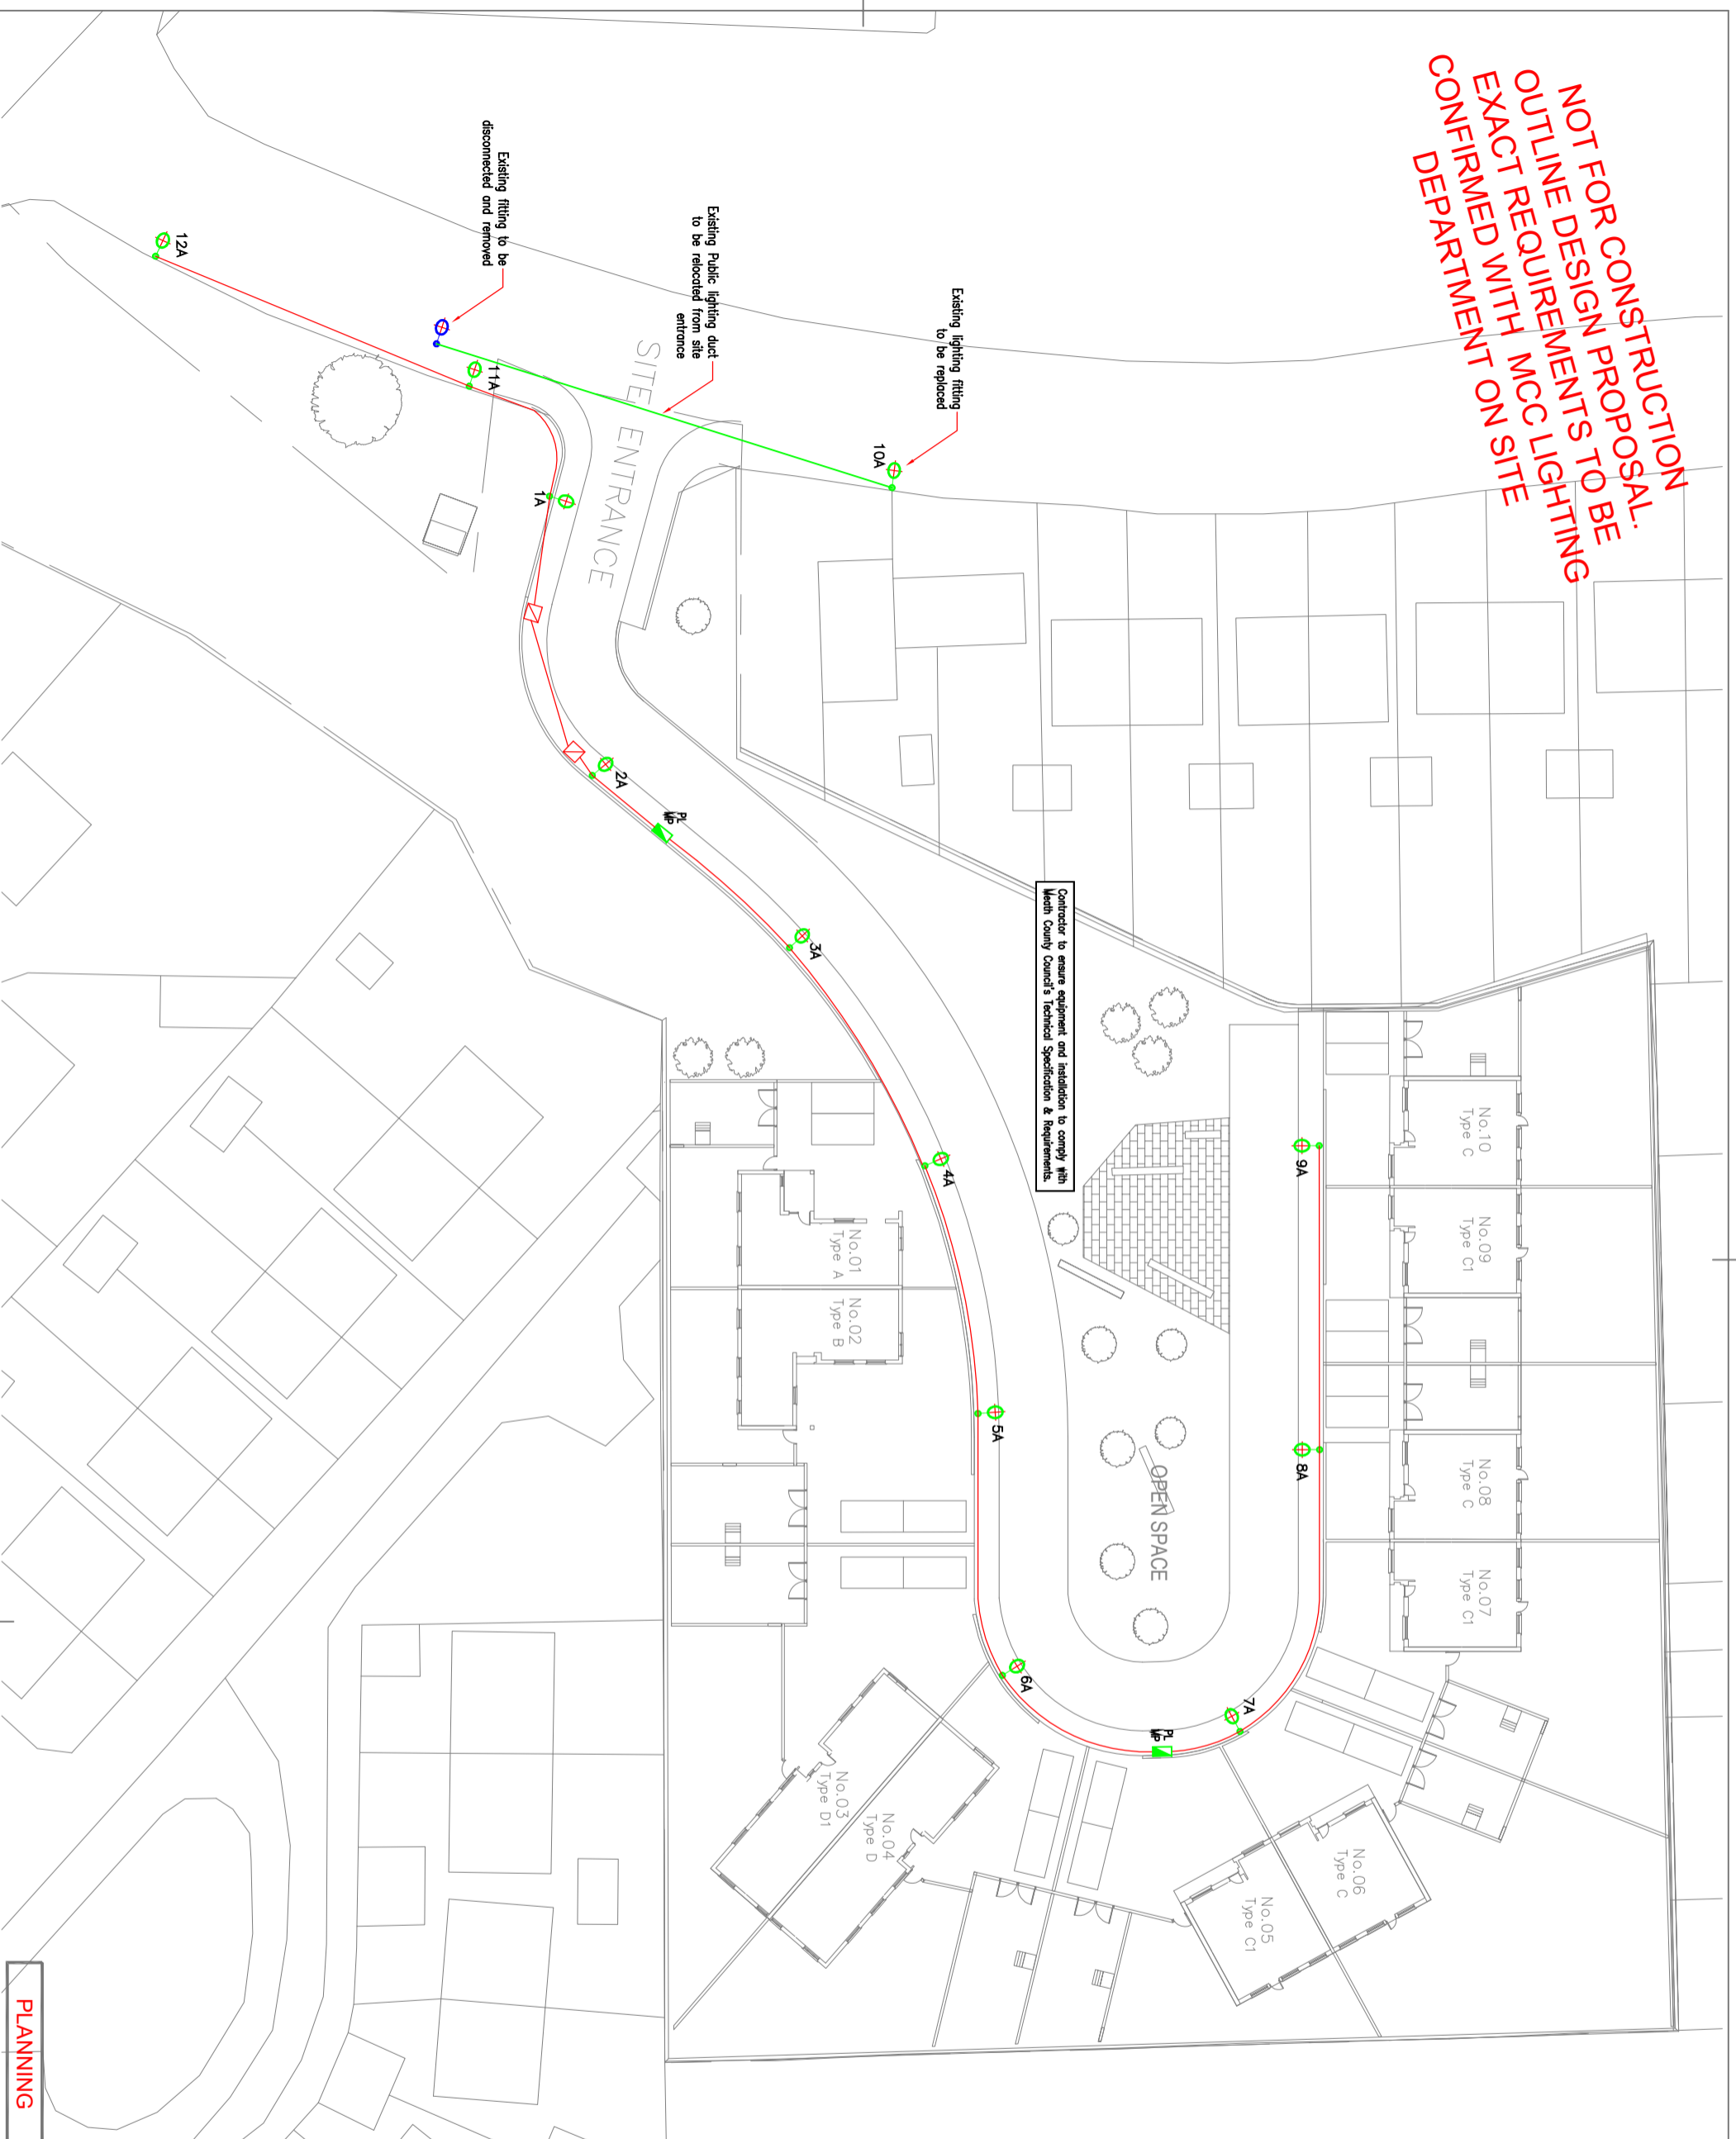 NOT FOR CONSTRUCTION
OUTLINE DESIGN PROPOSAL.
EXACT REQUIREMENTS TO BE
CONFIRMED WITH MCC LIGHTING
DEPARTMENT ON SITE
Existing lighting fitting
to be replaced
10A
Existing Public lighting duct
to be relocated from site
entrance
Existing fitting to be
disconnected and removed
12A
11A
SITE ENTRANCE
1A
2A
PL
MP
3A
Contractor to ensure equipment and installation to comply with
Meath County Council's Technical Specification & Requirements.
4A
5A
6A
PL
MP
7A
8A
9A
OPEN SPACE
No.10
Type C
No.09
Type C1
No.08
Type C
No.07
Type C1
No.06
Type C
No.05
Type C1
No.04
Type D
No.03
Type D1
No.02
Type B
No.01
Type A
PLANNING